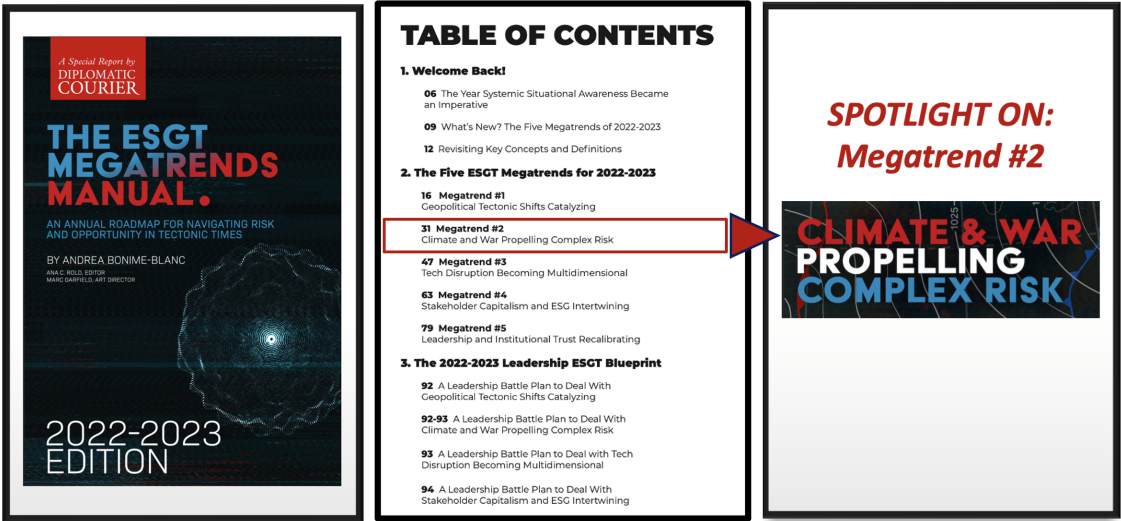 A Special Report by
DIPLOMATIC
COURIER
THE ESGT
MEGATRENDS
MANUAL.
AN ANNUAL ROADMAP FOR NAVIGATING RISK
AND OPPORTUNITY IN TECTONIC TIMES
BY ANDREA BONIME-BLANC
ANA C. ROLD, EDITOR
MARC GARFIELD, ART DIRECTOR
2022-2023
EDITION
TABLE OF CONTENTS
1. Welcome Back!
06 The Year Systemic Situational Awareness Became
an Imperative
09 What's New? The Five Megatrends of 2022-2023
12 Revisiting Key Concepts and Definitions
2. The Five ESGT Megatrends for 2022-2023
16 Megatrend #1
Geopolitical Tectonic Shifts Catalyzing
31 Megatrend #2
Climate and War Propelling Complex Risk
47 Megatrend #3
Tech Disruption Becoming Multidimensional
63 Megatrend #4
Stakeholder Capitalism and ESG Intertwining
79 Megatrend #5
Leadership and Institutional Trust Recalibrating
3. The 2022-2023 Leadership ESGT Blueprint
92 A Leadership Battle Plan to Deal With
Geopolitical Tectonic Shifts Catalyzing
92-93 A Leadership Battle Plan to Deal With
Climate and War Propelling Complex Risk
93 A Leadership Battle Plan to Deal with Tech
Disruption Becoming Multidimensional
94 A Leadership Battle Plan to Deal With
Stakeholder Capitalism and ESG Intertwining
SPOTLIGHT ON:
Megatrend #2
1025
CLIMATE & WAR
PROPELLING
COMPLEX RISK